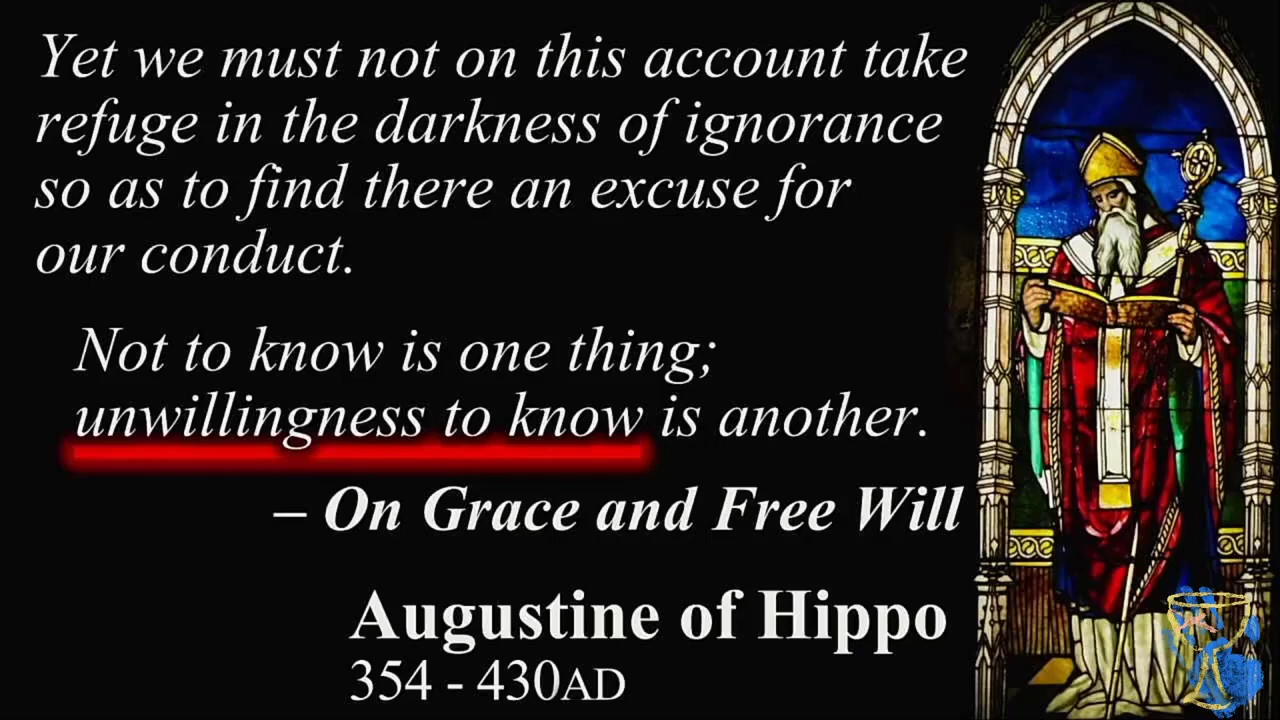 Yet we must not on this account take
refuge in the darkness of ignorance
so as to find there an excuse for
our conduct.
Not to know is one thing;
unwillingness to know is another.
– On Grace and Free Will
Augustine of Hippo
354 - 430AD